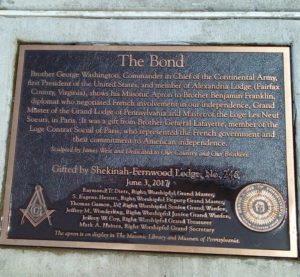 The Bond
Brother George Washington, Commander in Chief of the Continental Army,
first President of the United States, and member of Alexandria Lodge (Fairfax
County, Virginia), shows his Masonic Apron to Brother Benjamin Franklin,
diplomat who negotiated French involvement in our independence, Grand
Master of the Grand Lodge of Pennsylvania and Master of the Loge Les Neuf
Soeurs, in Paris. It was a gift from Brother General Lafayette, member of the
Loge Contrat Social of Paris, who represented the French government and
their commitment to American independence.
Sculpted by James West and Dedicated to Our Country and Our Brothers
Gifted by Shekinah-Fernwood Lodge, No. 246
June 3, 2017
Raymond T. Dietz, Right Worshipful Grand Master;
S. Eugene Herritt, Right Worshipful Deputy Grand Master;
Thomas Gamon, IV, Right Worshipful Senior Grand Warden;
Jeffrey M. Wonderling, Right Worshipful Junior Grand Warden;
Jeffrey W. Coy, Right Worshipful Grand Treasurer
Mark A. Haines, Right Worshipful Grand Secretary
The apron is on display in The Masonic Library and Museum of Pennsylvania.